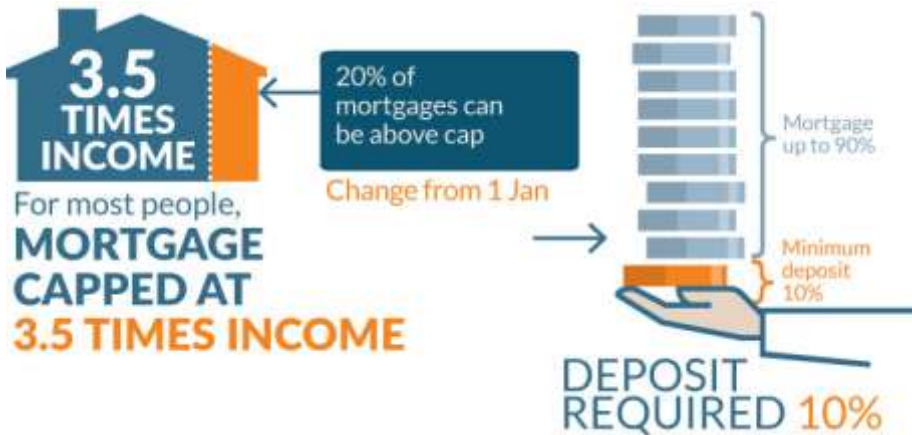 3.5
TIMES
INCOME
For most people,
MORTGAGE
CAPPED AT
3.5 TIMES INCOME
20% of
mortgages can
be above cap
Change from 1 Jan
Mortgage
up to 90%
Minimum
deposit
10%
DEPOSIT
REQUIRED 10%